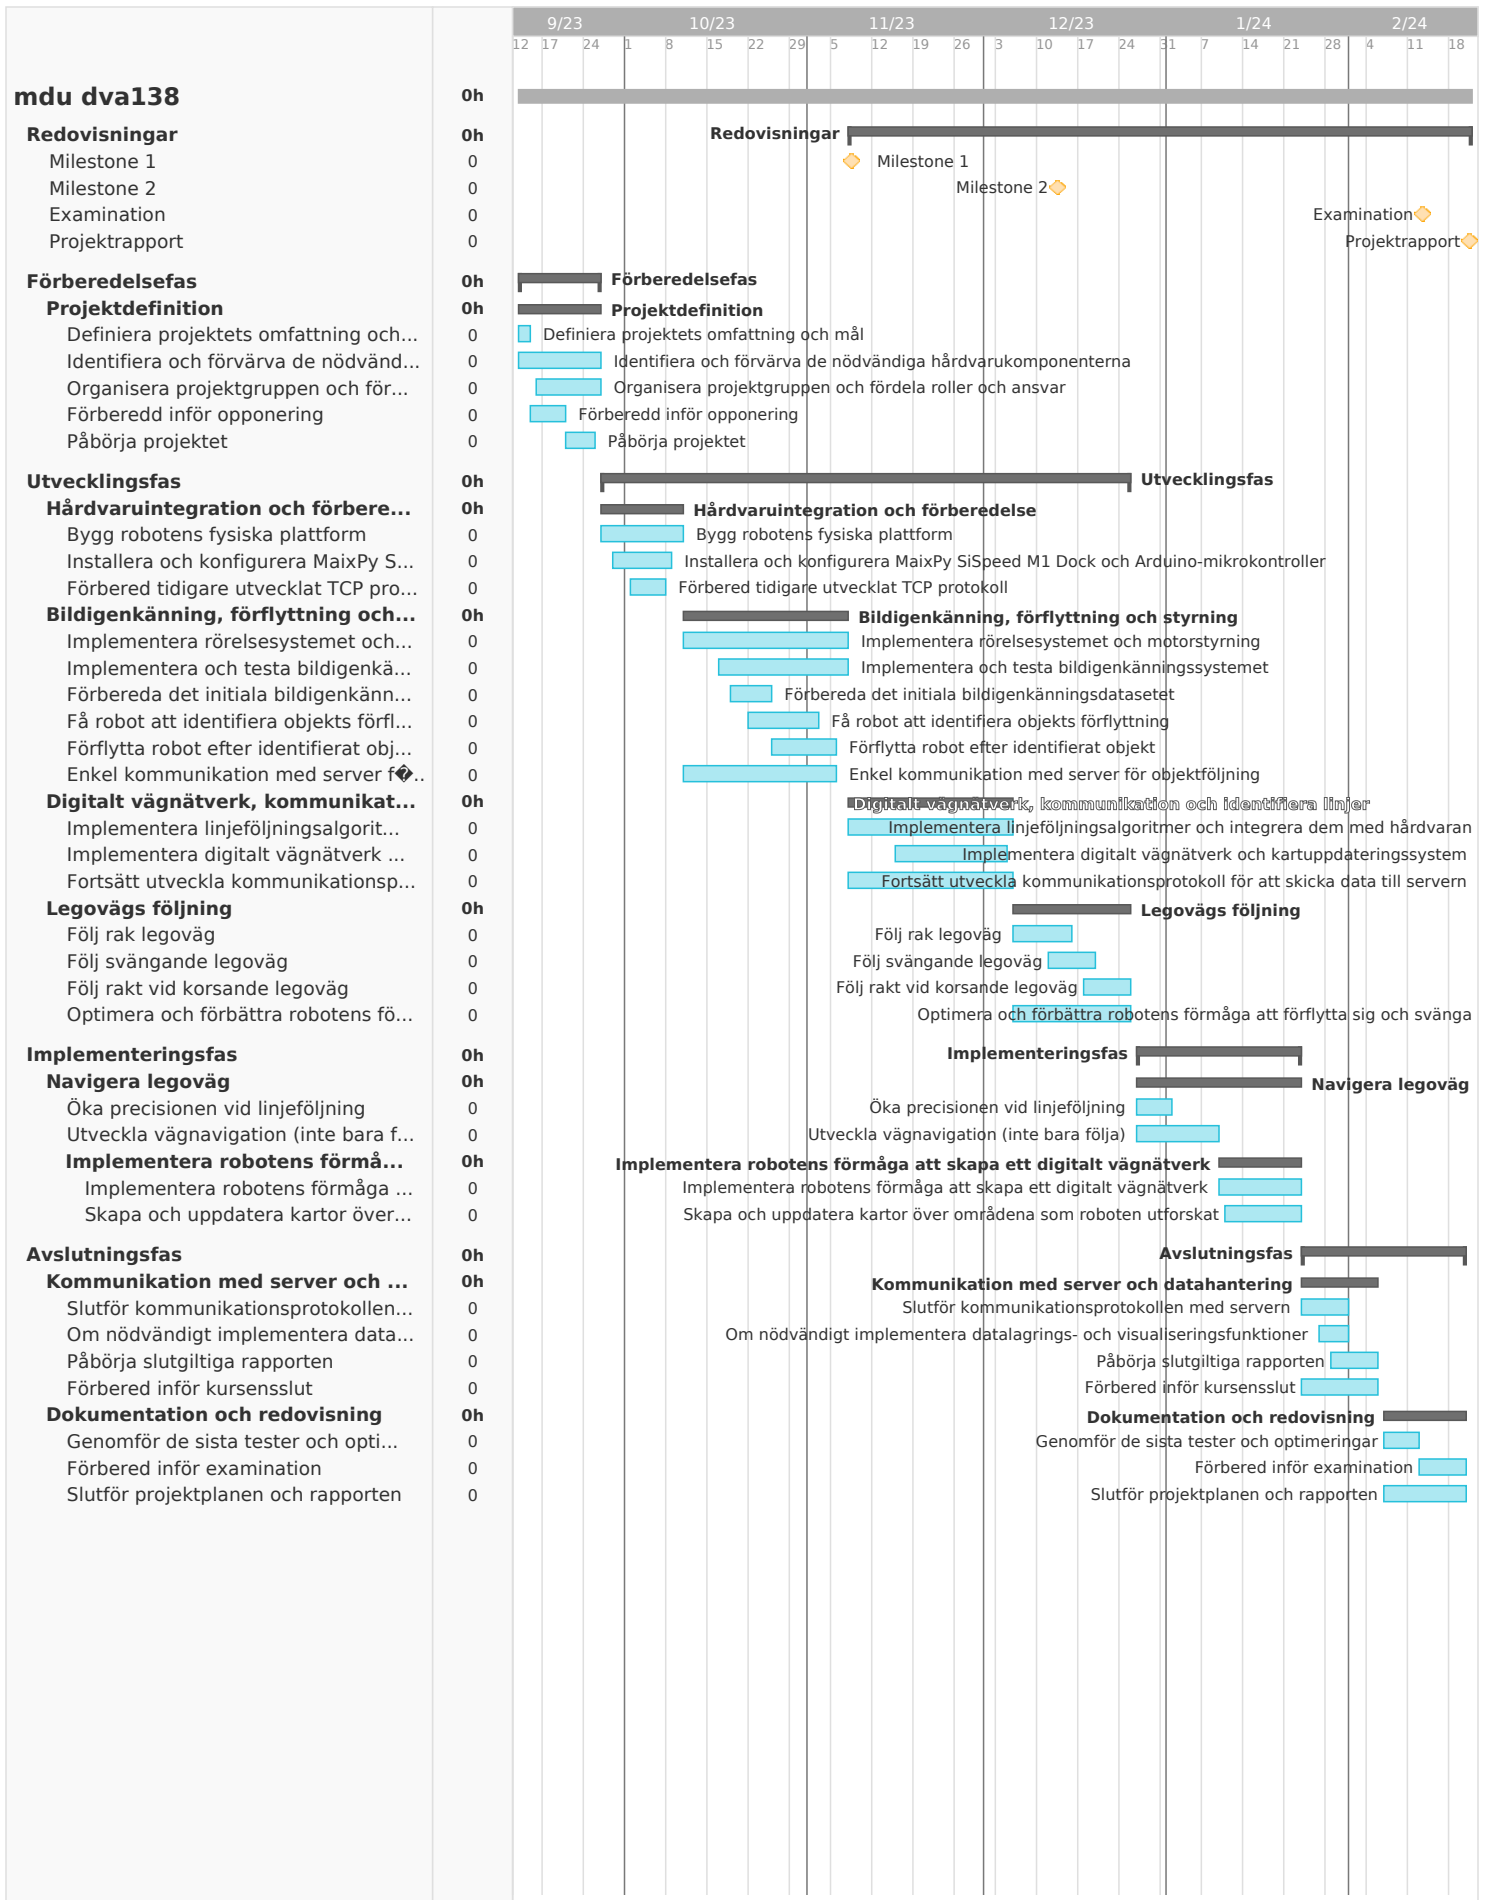 9/23 10/23 11/23 12/23 1/24 2/24
12 17 24 1 8 15 22 29 5 12 19 26 3 10 17 24 31 7 14 21 28 4 11 18
mdu dva138 0h
Redovisningar 0h Redovisningar
Milestone 1 0 Milestone 1
Milestone 2 0 Milestone 2
Examination 0 Examination
Projektrapport 0 Projektrapport
Förberedelsefas 0h Förberedelsefas
Projektdefinition 0h Projektdefinition
Definiera projektets omfattning och... 0 Definiera projektets omfattning och mål
Identifiera och förvärva de nödvänd... 0 Identifiera och förvärva de nödvändiga hårdvarukomponenterna
Organisera projektgruppen och för... 0 Organisera projektgruppen och fördela roller och ansvar
Förberedd inför opponering 0 Förberedd inför opponering
Påbörja projektet 0 Påbörja projektet
Utvecklingsfas 0h Utvecklingsfas
Hårdvaruintegration och förbere... 0h Hårdvaruintegration och förberedelse
Bygg robotens fysiska plattform 0 Bygg robotens fysiska plattform
Installera och konfigurera MaixPy S... 0 Installera och konfigurera MaixPy SiSpeed M1 Dock och Arduino-mikrokontroller
Förbered tidigare utvecklat TCP pro... 0 Förbered tidigare utvecklat TCP protokoll
Bildigenkänning, förflyttning och... 0h Bildigenkänning, förflyttning och styrning
Implementera rörelsesystemet och... 0 Implementera rörelsesystemet och motorstyrning
Implementera och testa bildigenkä... 0 Implementera och testa bildigenkänningssystemet
Förbereda det initiala bildigenkänn... 0 Förbereda det initiala bildigenkänningsdatasetet
Få robot att identifiera objekts förfl... 0 Få robot att identifiera objekts förflyttning
Förflytta robot efter identifierat obj... 0 Förflytta robot efter identifierat objekt
Enkel kommunikation med server f�.. 0 Enkel kommunikation med server för objektföljning
Digitalt vägnätverk, kommunikat... 0h Digitalt vägnätverk, kommunikation och identifiera linjer
Implementera linjeföljningsalgorit... 0 Implementera linjeföljningsalgoritmer och integrera dem med hårdvaran
Implementera digitalt vägnätverk ... 0 Implementera digitalt vägnätverk och kartuppdateringssystem
Fortsätt utveckla kommunikationsp... 0 Fortsätt utveckla kommunikationsprotokoll för att skicka data till servern
Legovägs följning 0h Legovägs följning
Följ rak legoväg 0 Följ rak legoväg
Följ svängande legoväg 0 Följ svängande legoväg
Följ rakt vid korsande legoväg 0 Följ rakt vid korsande legoväg
Optimera och förbättra robotens fö... 0 Optimera och förbättra robotens förmåga att förflytta sig och svänga
Implementeringsfas 0h Implementeringsfas
Navigera legoväg 0h Navigera legoväg
Öka precisionen vid linjeföljning 0 Öka precisionen vid linjeföljning
Utveckla vägnavigation (inte bara f... 0 Utveckla vägnavigation (inte bara följa)
Implementera robotens förmå... 0h Implementera robotens förmåga att skapa ett digitalt vägnätverk
Implementera robotens förmåga ... 0 Implementera robotens förmåga att skapa ett digitalt vägnätverk
Skapa och uppdatera kartor över... 0 Skapa och uppdatera kartor över områdena som roboten utforskat
Avslutningsfas 0h Avslutningsfas
Kommunikation med server och ... 0h Kommunikation med server och datahantering
Slutför kommunikationsprotokollen... 0 Slutför kommunikationsprotokollen med servern
Om nödvändigt implementera data... 0 Om nödvändigt implementera datalagrings- och visualiseringsfunktioner
Påbörja slutgiltiga rapporten 0 Påbörja slutgiltiga rapporten
Förbered inför kursensslut 0 Förbered inför kursensslut
Dokumentation och redovisning 0h Dokumentation och redovisning
Genomför de sista tester och opti... 0 Genomför de sista tester och optimeringar
Förbered inför examination 0 Förbered inför examination
Slutför projektplanen och rapporten 0 Slutför projektplanen och rapporten